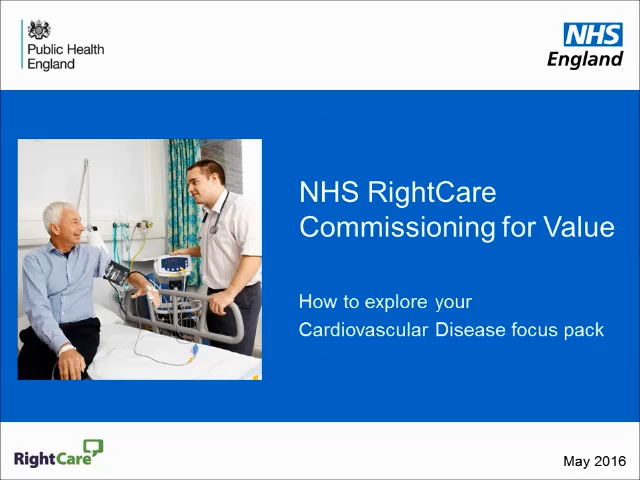 Public Health
England
NHS
England
NHS RightCare
Commissioning for Value
How to explore your
Cardiovascular Disease focus pack
RightCare
May 2016